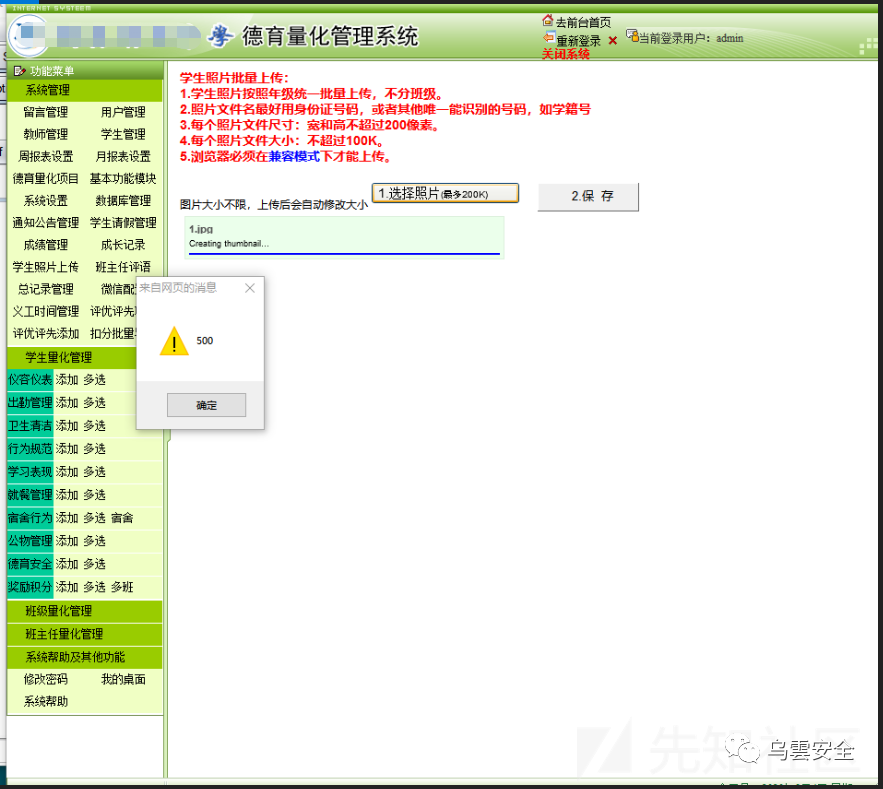 INTERNET SYSTEM
德育量化管理系统
去前台首页
重新登录
当前登录用户: admin
关闭系统
功能菜单
系统管理
留言管理 用户管理
教师管理 学生管理
周报表设置 月报表设置
德育量化项目 基本功能模块
系统设置 数据库管理
通知公告管理 学生请假管理
成绩管理 成长记录
学生照片上传 班主任评语
总记录管理 微信配
义工时间管理 评优评先
评优评先添加 扣分批量
学生量化管理
仪容仪表 添加 多选
出勤管理 添加 多选
卫生清洁 添加 多选
行为规范 添加 多选
学习表现 添加 多选
就餐管理 添加 多选
宿舍行为 添加 多选 宿舍
公物管理 添加 多选
德育安全 添加 多选
奖励积分 添加 多选 多班
班级量化管理
班主任量化管理
系统帮助及其他功能
修改密码 我的桌面
系统帮助
学生照片批量上传:
1.学生照片按照年级统一批量上传，不分班级。
2.照片文件名最好用身份证号码，或者其他唯一能识别的号码，如学籍号
3.每个照片文件尺寸：宽和高不超过200像素。
4.每个照片文件大小：不超过100K。
5.浏览器必须在兼容模式下才能上传。
图片大小不限，上传后会自动修改大小
1.选择照片(最多200K)
2.保 存
1.jpg
Creating thumbnail...
来自网页的消息
500
确定
先知社区
乌雲安全